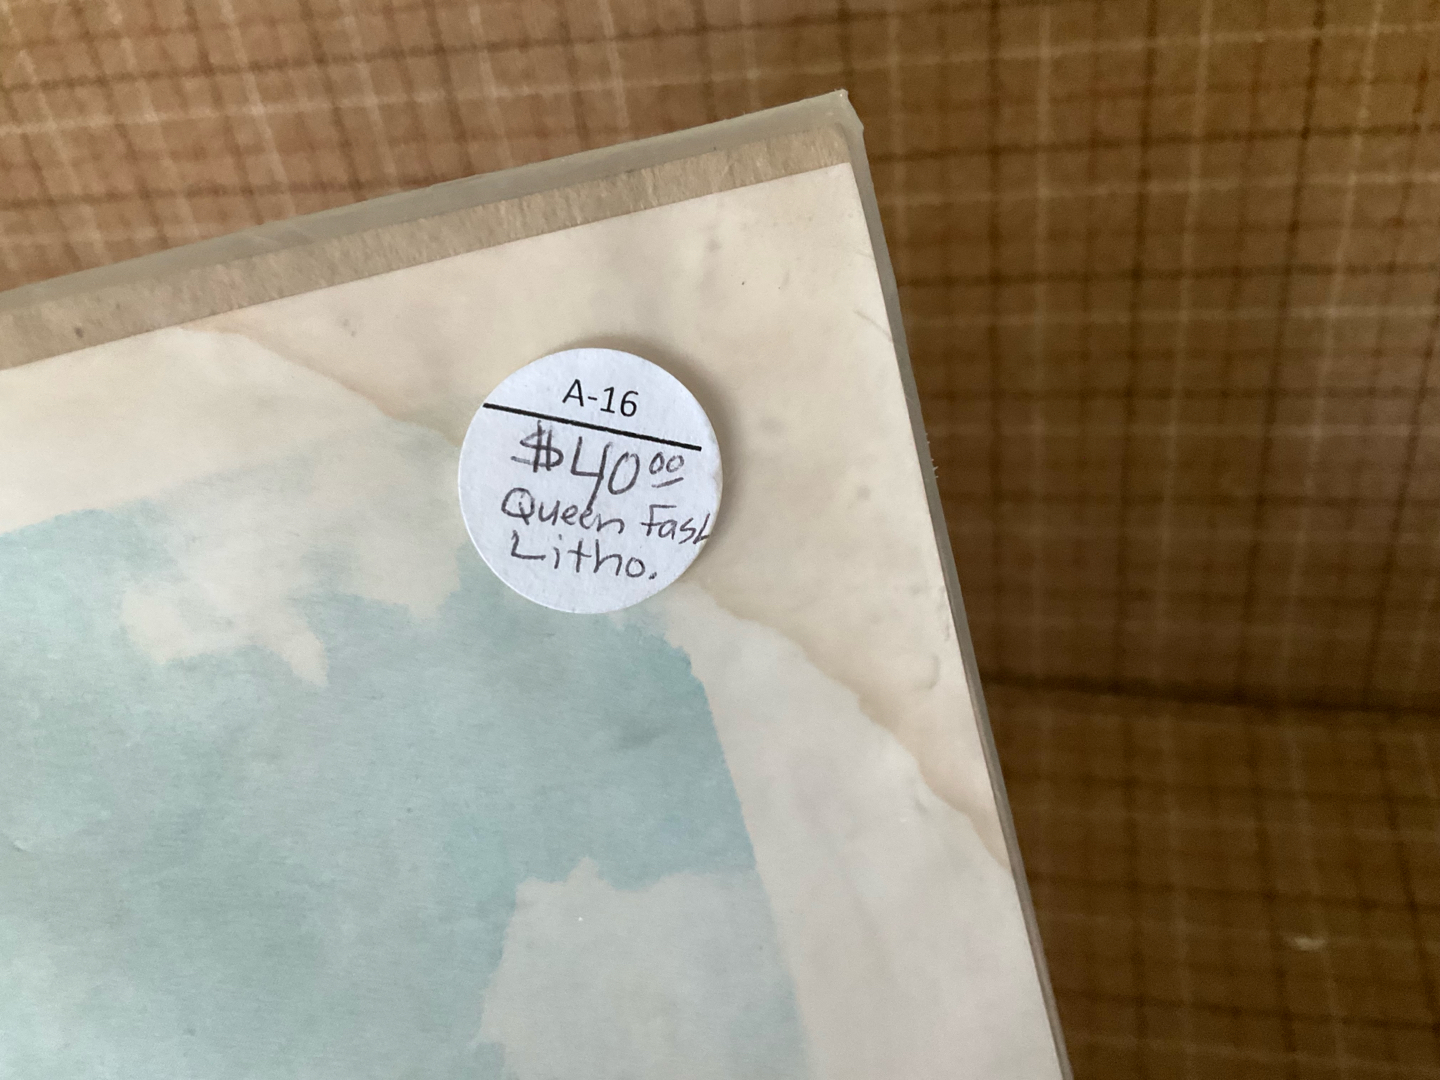 A-16
$40.00
Queen Fash
Litho.